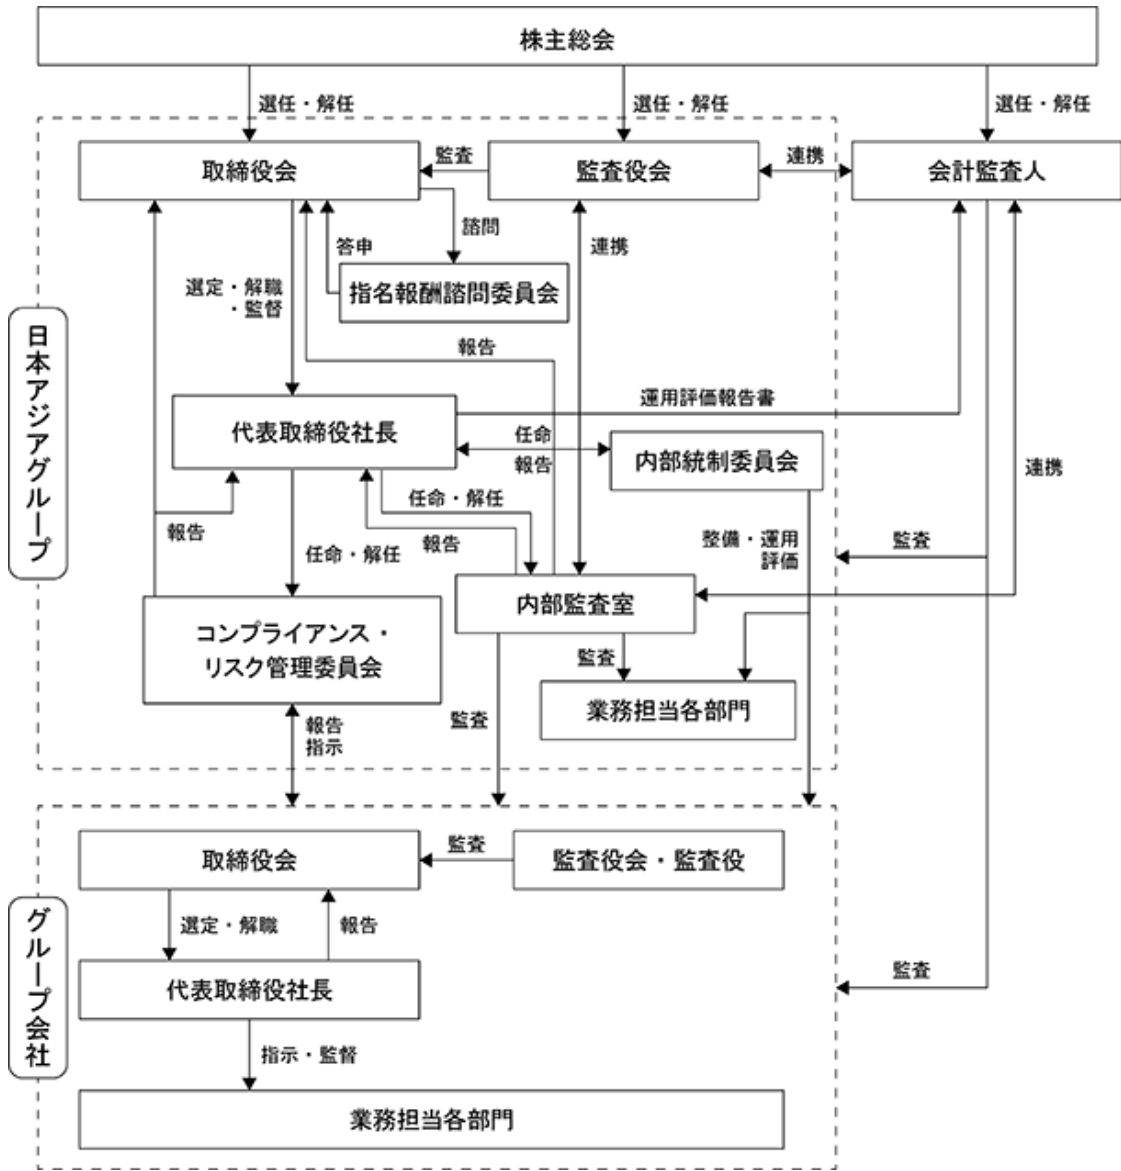 株主総会
選任・解任
選任・解任
選任・解任
取締役会
監査
監査役会
連携
会計監査人
諮問
答申
連携
選定・解職
・監督
指名報酬諮問委員会
日本アジアグループ
報告
運用評価報告書
代表取締役社長
任命
報告
内部統制委員会
連携
任命・解任
報告
報告
任命・解任
整備・運用
評価
監査
内部監査室
コンプライアンス・
リスク管理委員会
監査
業務担当各部門
監査
報告
指示
取締役会
監査
監査役会・監査役
グループ会社
選定・解職
報告
代表取締役社長
監査
指示・監督
業務担当各部門